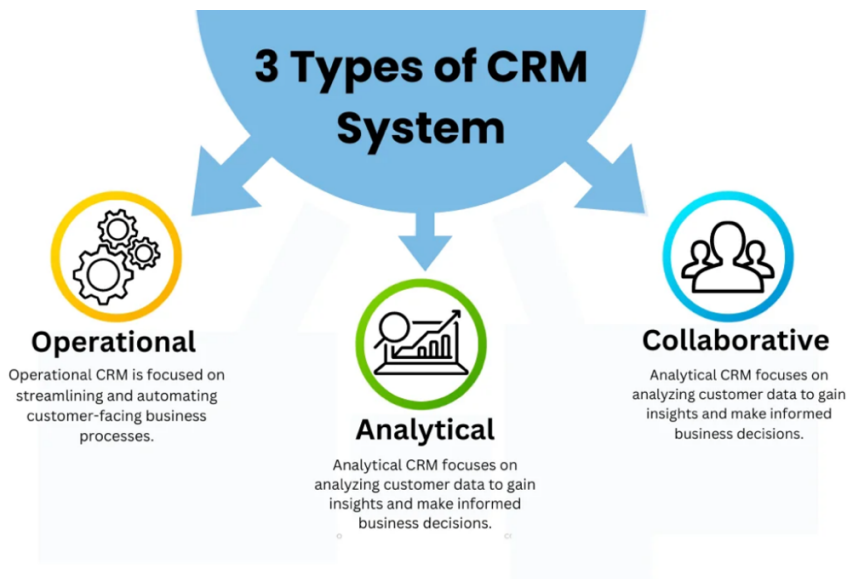 3 Types of CRM
System
Operational
Operational CRM is focused on
streamlining and automating
customer-facing business
processes.
Analytical
Analytical CRM focuses on
analyzing customer data to gain
insights and make informed
business decisions.
Collaborative
Analytical CRM focuses on
analyzing customer data to gain
insights and make informed
business decisions.